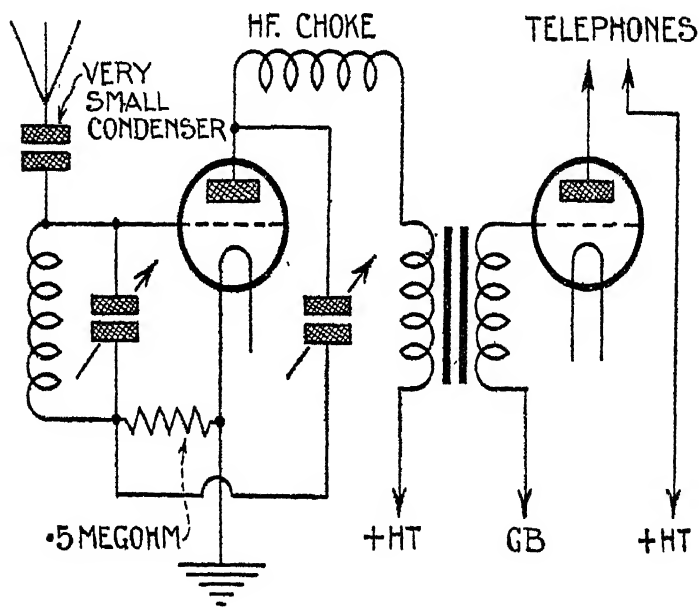 HF. CHOKE
TELEPHONES
VERY
SMALL
CONDENSER
.5 MEGOHM
+HT
GB
+HT